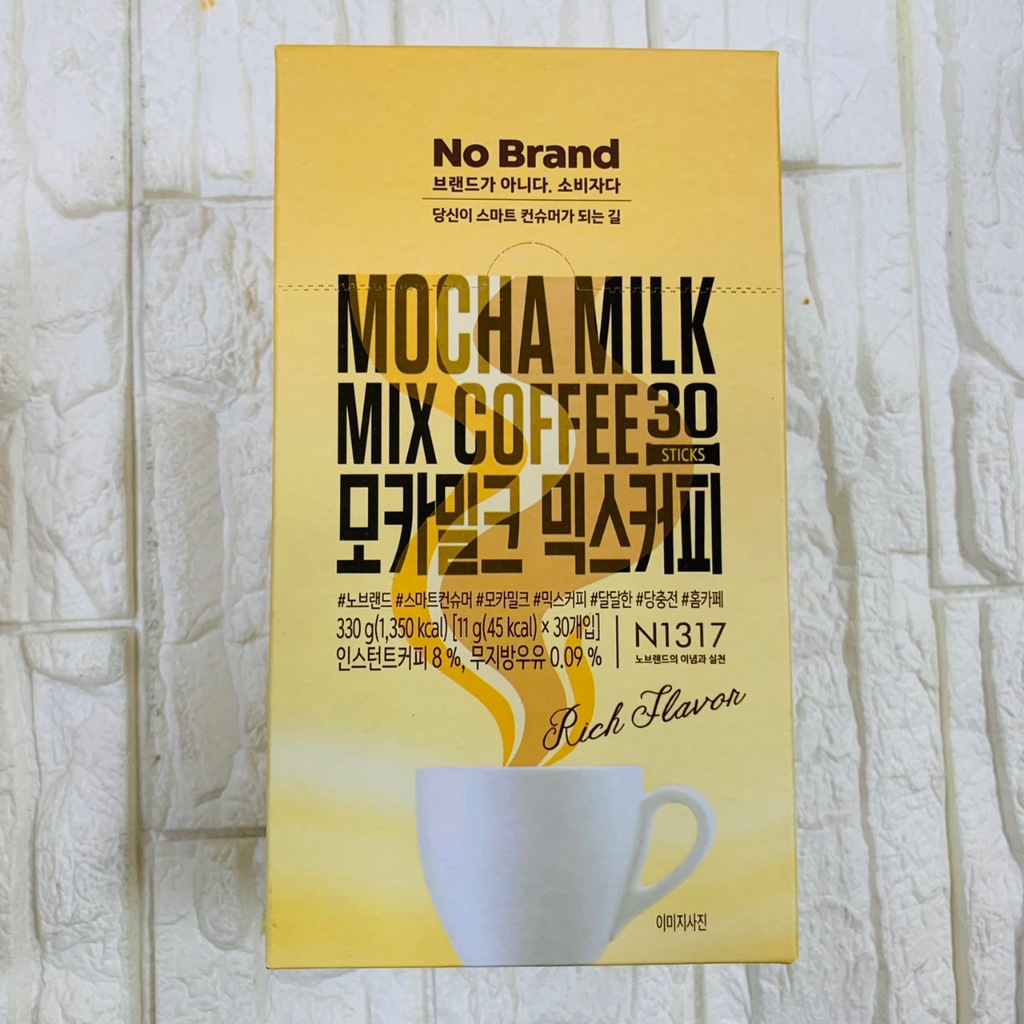 No Brand
브랜드가 아니다. 소비자다
당신이 스마트 컨슈머가 되는 길
MOCHA MILK
MIX COFFEE 30
STICKS
모카밀크 믹스커피
#노브랜드 #스마트컨슈머 #모카밀크 #믹스커피 #달달한 #당충전 #홈카페
330 g(1,350 kcal) [11 g(45 kcal) × 30개입]
인스턴트커피 8 %, 무지방우유 0.09 %
N1317
노브랜드의 이념과 실천
Rich Flavor
이미지사진